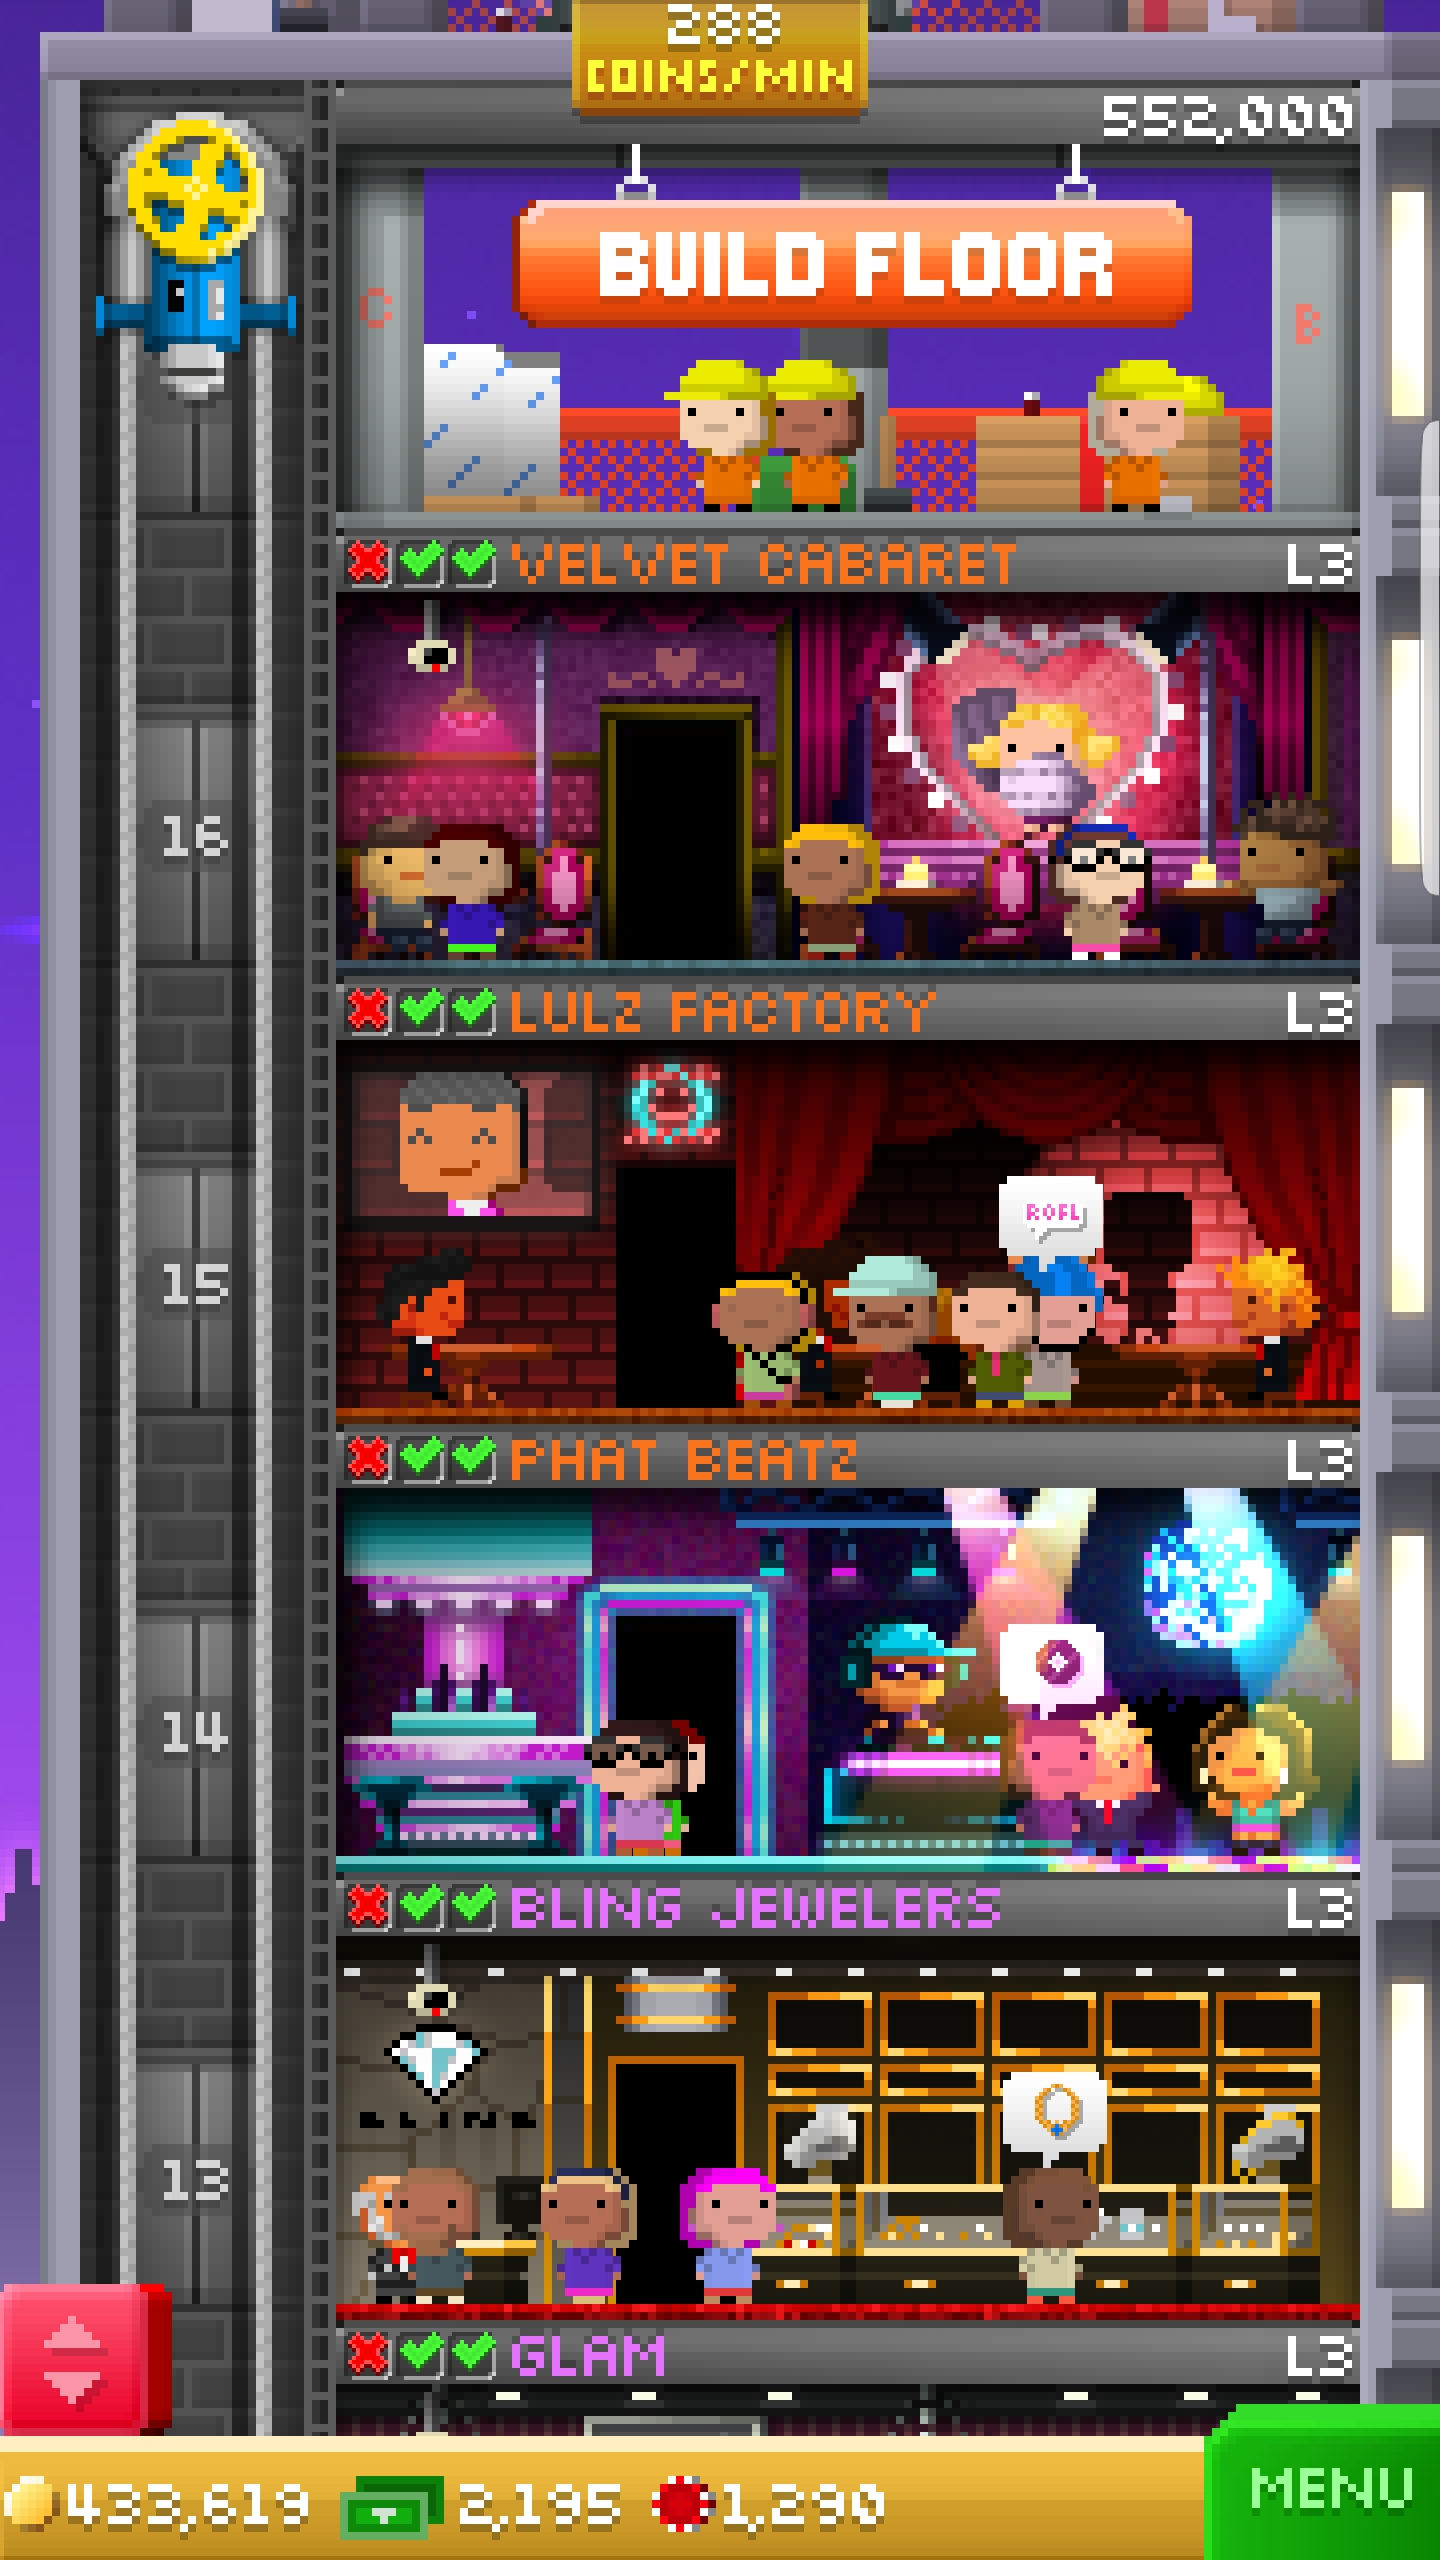 288
COINS/MIN
552,000
C
BUILD FLOOR
B
VELVET CABARET L3
16
LULZ FACTORY L3
ROFL
15
PHAT BEATZ L3
14
BLING JEWELERS L3
BLING
13
GLAM L3
433,619 2,195 1,290
MENU